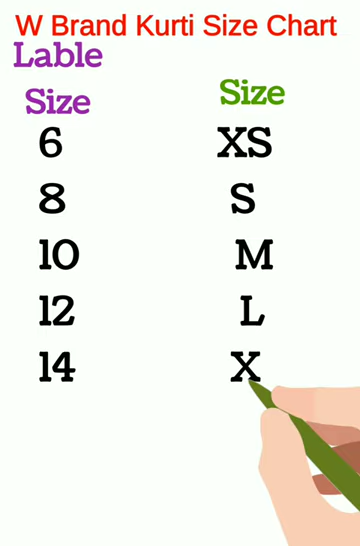 W Brand Kurti Size Chart
Lable
Size Size
6 XS
8 S
10 M
12 L
14 X